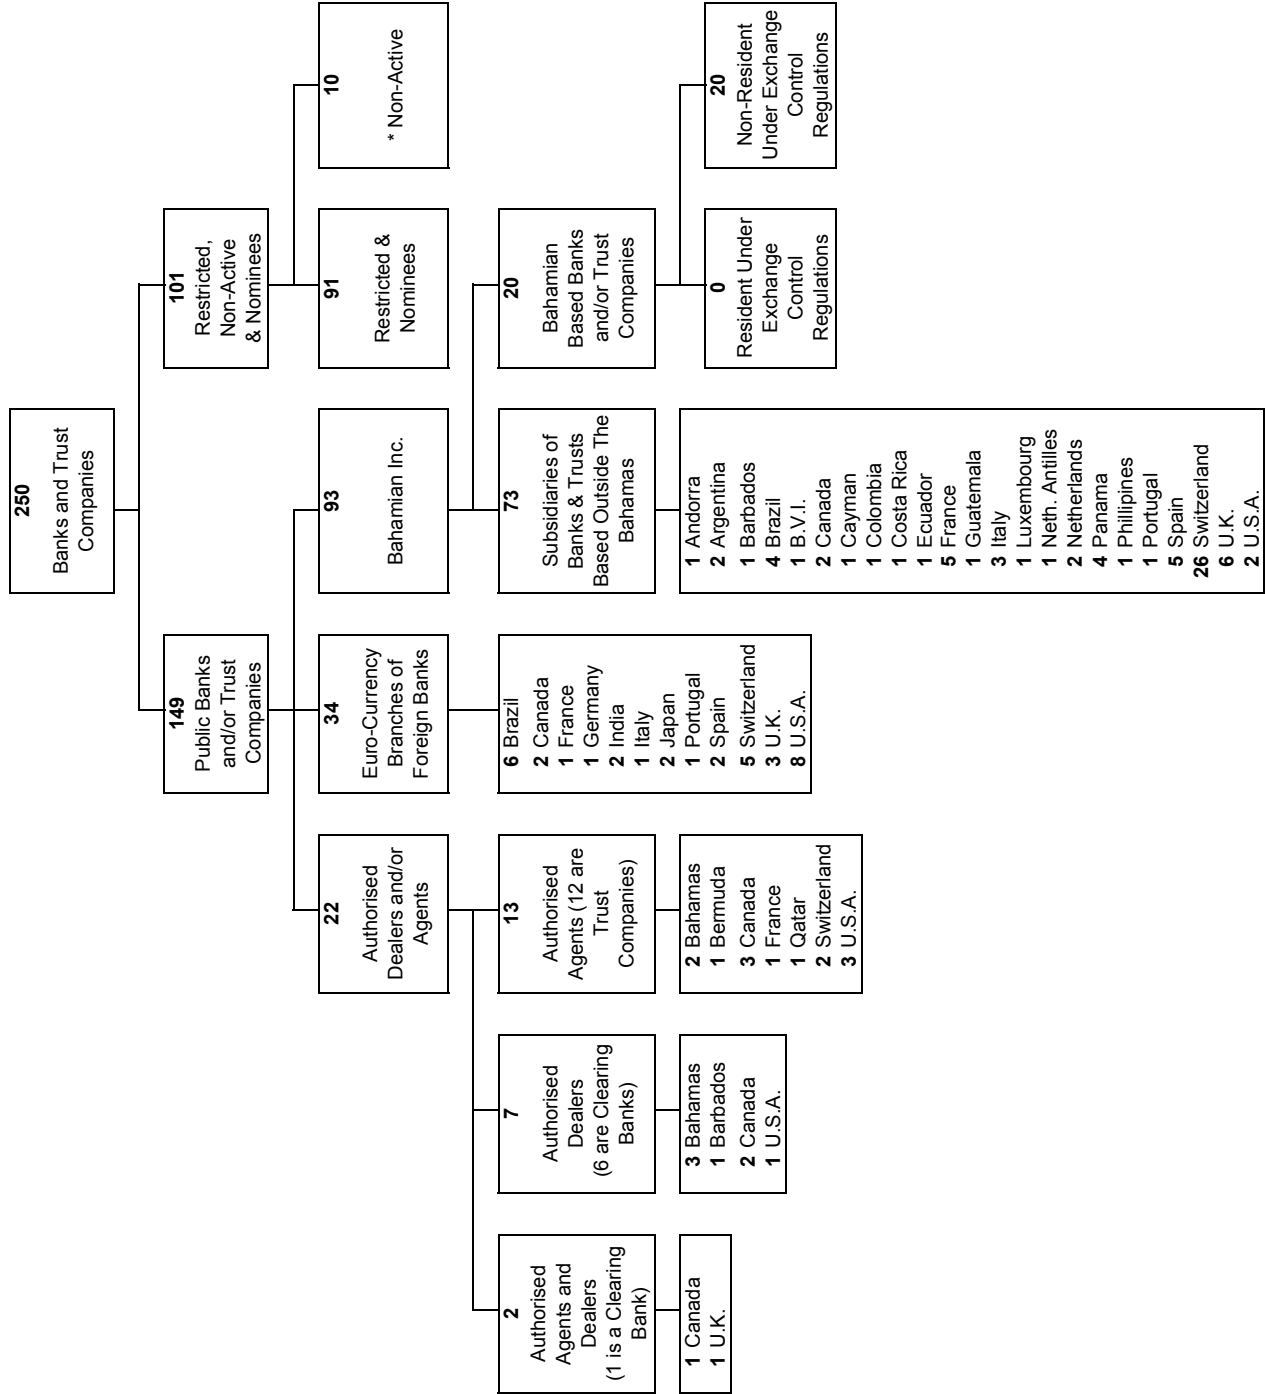 250
Banks and Trust
Companies
149
Public Banks
and/or Trust
Companies
101
Restricted,
Non-Active
& Nominees
22
Authorised
Dealers and/or
Agents
34
Euro-Currency
Branches of
Foreign Banks
93
Bahamian Inc.
91
Restricted &
Nominees
10
* Non-Active
2
Authorised
Agents and
Dealers
(1 is a Clearing
Bank)
7
Authorised
Dealers
(6 are Clearing
Banks)
13
Authorised
Agents (12 are
Trust
Companies)
6 Brazil
2 Canada
1 France
1 Germany
2 India
1 Italy
2 Japan
1 Portugal
2 Spain
5 Switzerland
3 U.K.
8 U.S.A.
73
Subsidiaries of
Banks & Trusts
Based Outside The
Bahamas
20
Bahamian
Based Banks
and/or Trust
Companies
1 Canada
1 U.K.
3 Bahamas
1 Barbados
2 Canada
1 U.S.A.
2 Bahamas
1 Bermuda
3 Canada
1 France
1 Qatar
2 Switzerland
3 U.S.A.
1 Andorra
2 Argentina
1 Barbados
4 Brazil
1 B.V.I.
2 Canada
1 Cayman
1 Colombia
1 Costa Rica
1 Ecuador
5 France
1 Guatemala
3 Italy
1 Luxembourg
1 Neth. Antilles
2 Netherlands
4 Panama
1 Phillipines
1 Portugal
5 Spain
26 Switzerland
6 U.K.
2 U.S.A.
0
Resident Under
Exchange
Control
Regulations
20
Non-Resident
Under Exchange
Control
Regulations